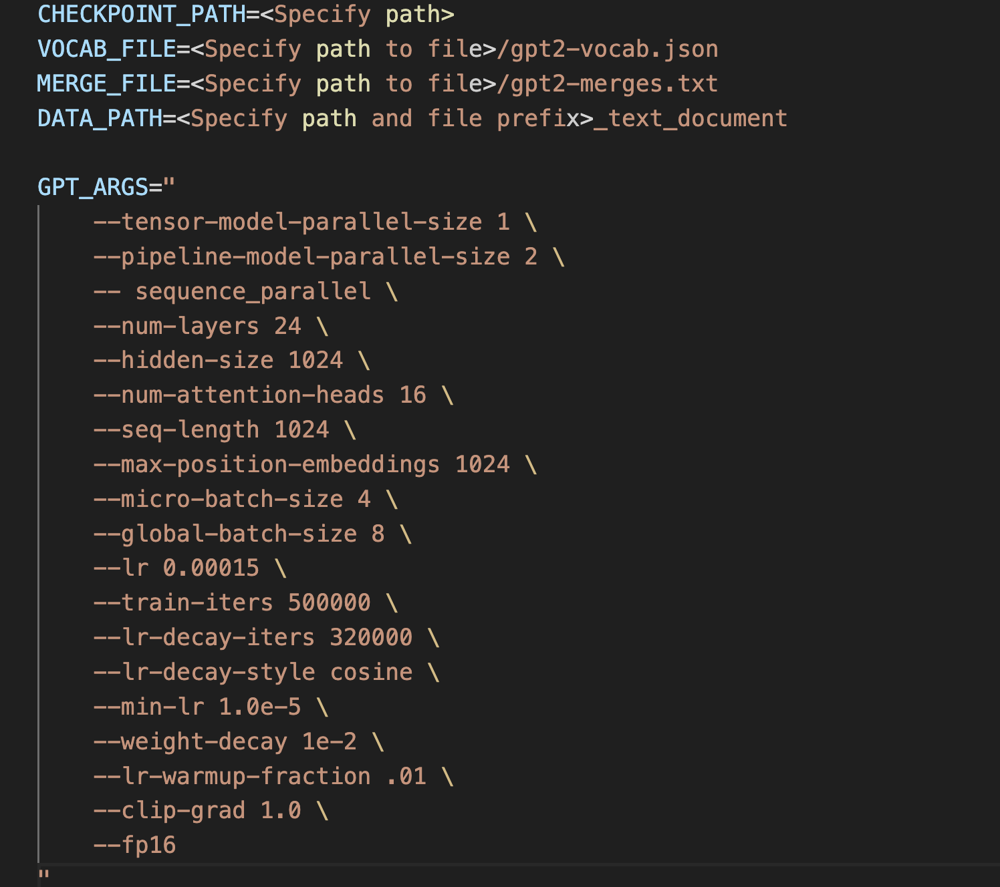 CHECKPOINT_PATH=<Specify path>
VOCAB_FILE=<Specify path to file>/gpt2-vocab.json
MERGE_FILE=<Specify path to file>/gpt2-merges.txt
DATA_PATH=<Specify path and file prefix>_text_document

GPT_ARGS="
    --tensor-model-parallel-size 1 \
    --pipeline-model-parallel-size 2 \
    -- sequence_parallel \
    --num-layers 24 \
    --hidden-size 1024 \
    --num-attention-heads 16 \
    --seq-length 1024 \
    --max-position-embeddings 1024 \
    --micro-batch-size 4 \
    --global-batch-size 8 \
    --lr 0.00015 \
    --train-iters 500000 \
    --lr-decay-iters 320000 \
    --lr-decay-style cosine \
    --min-lr 1.0e-5 \
    --weight-decay 1e-2 \
    --lr-warmup-fraction .01 \
    --clip-grad 1.0 \
    --fp16
"